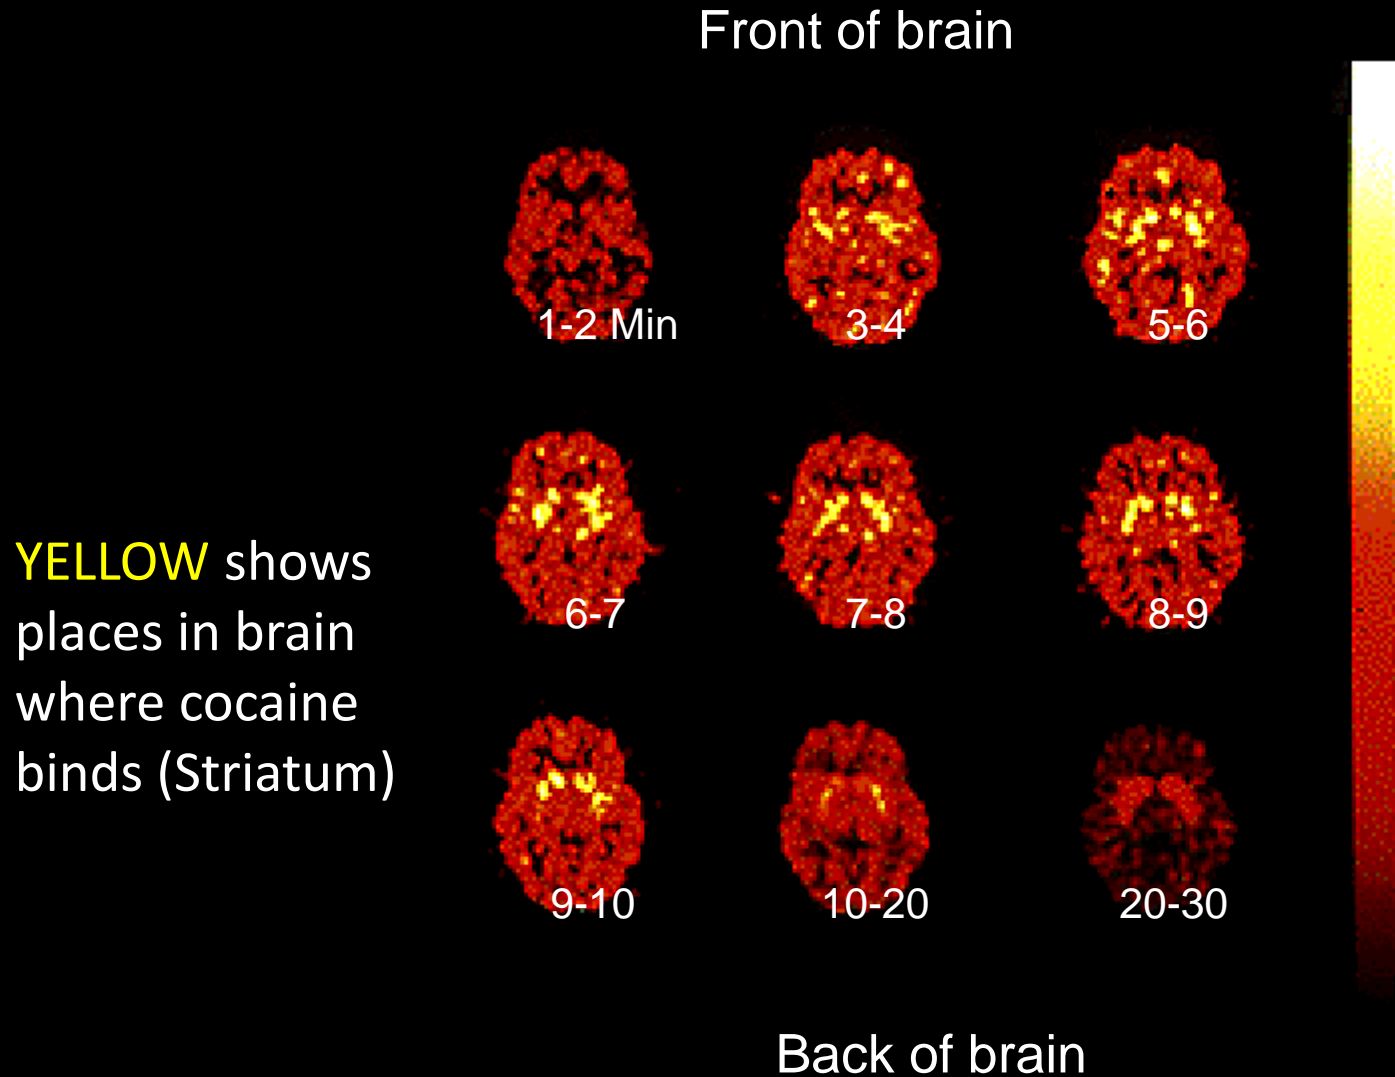 Front of brain
1-2 Min
3-4
5-6
6-7
7-8
8-9
9-10
10-20
20-30
YELLOW shows
places in brain
where cocaine
binds (Striatum)
Back of brain